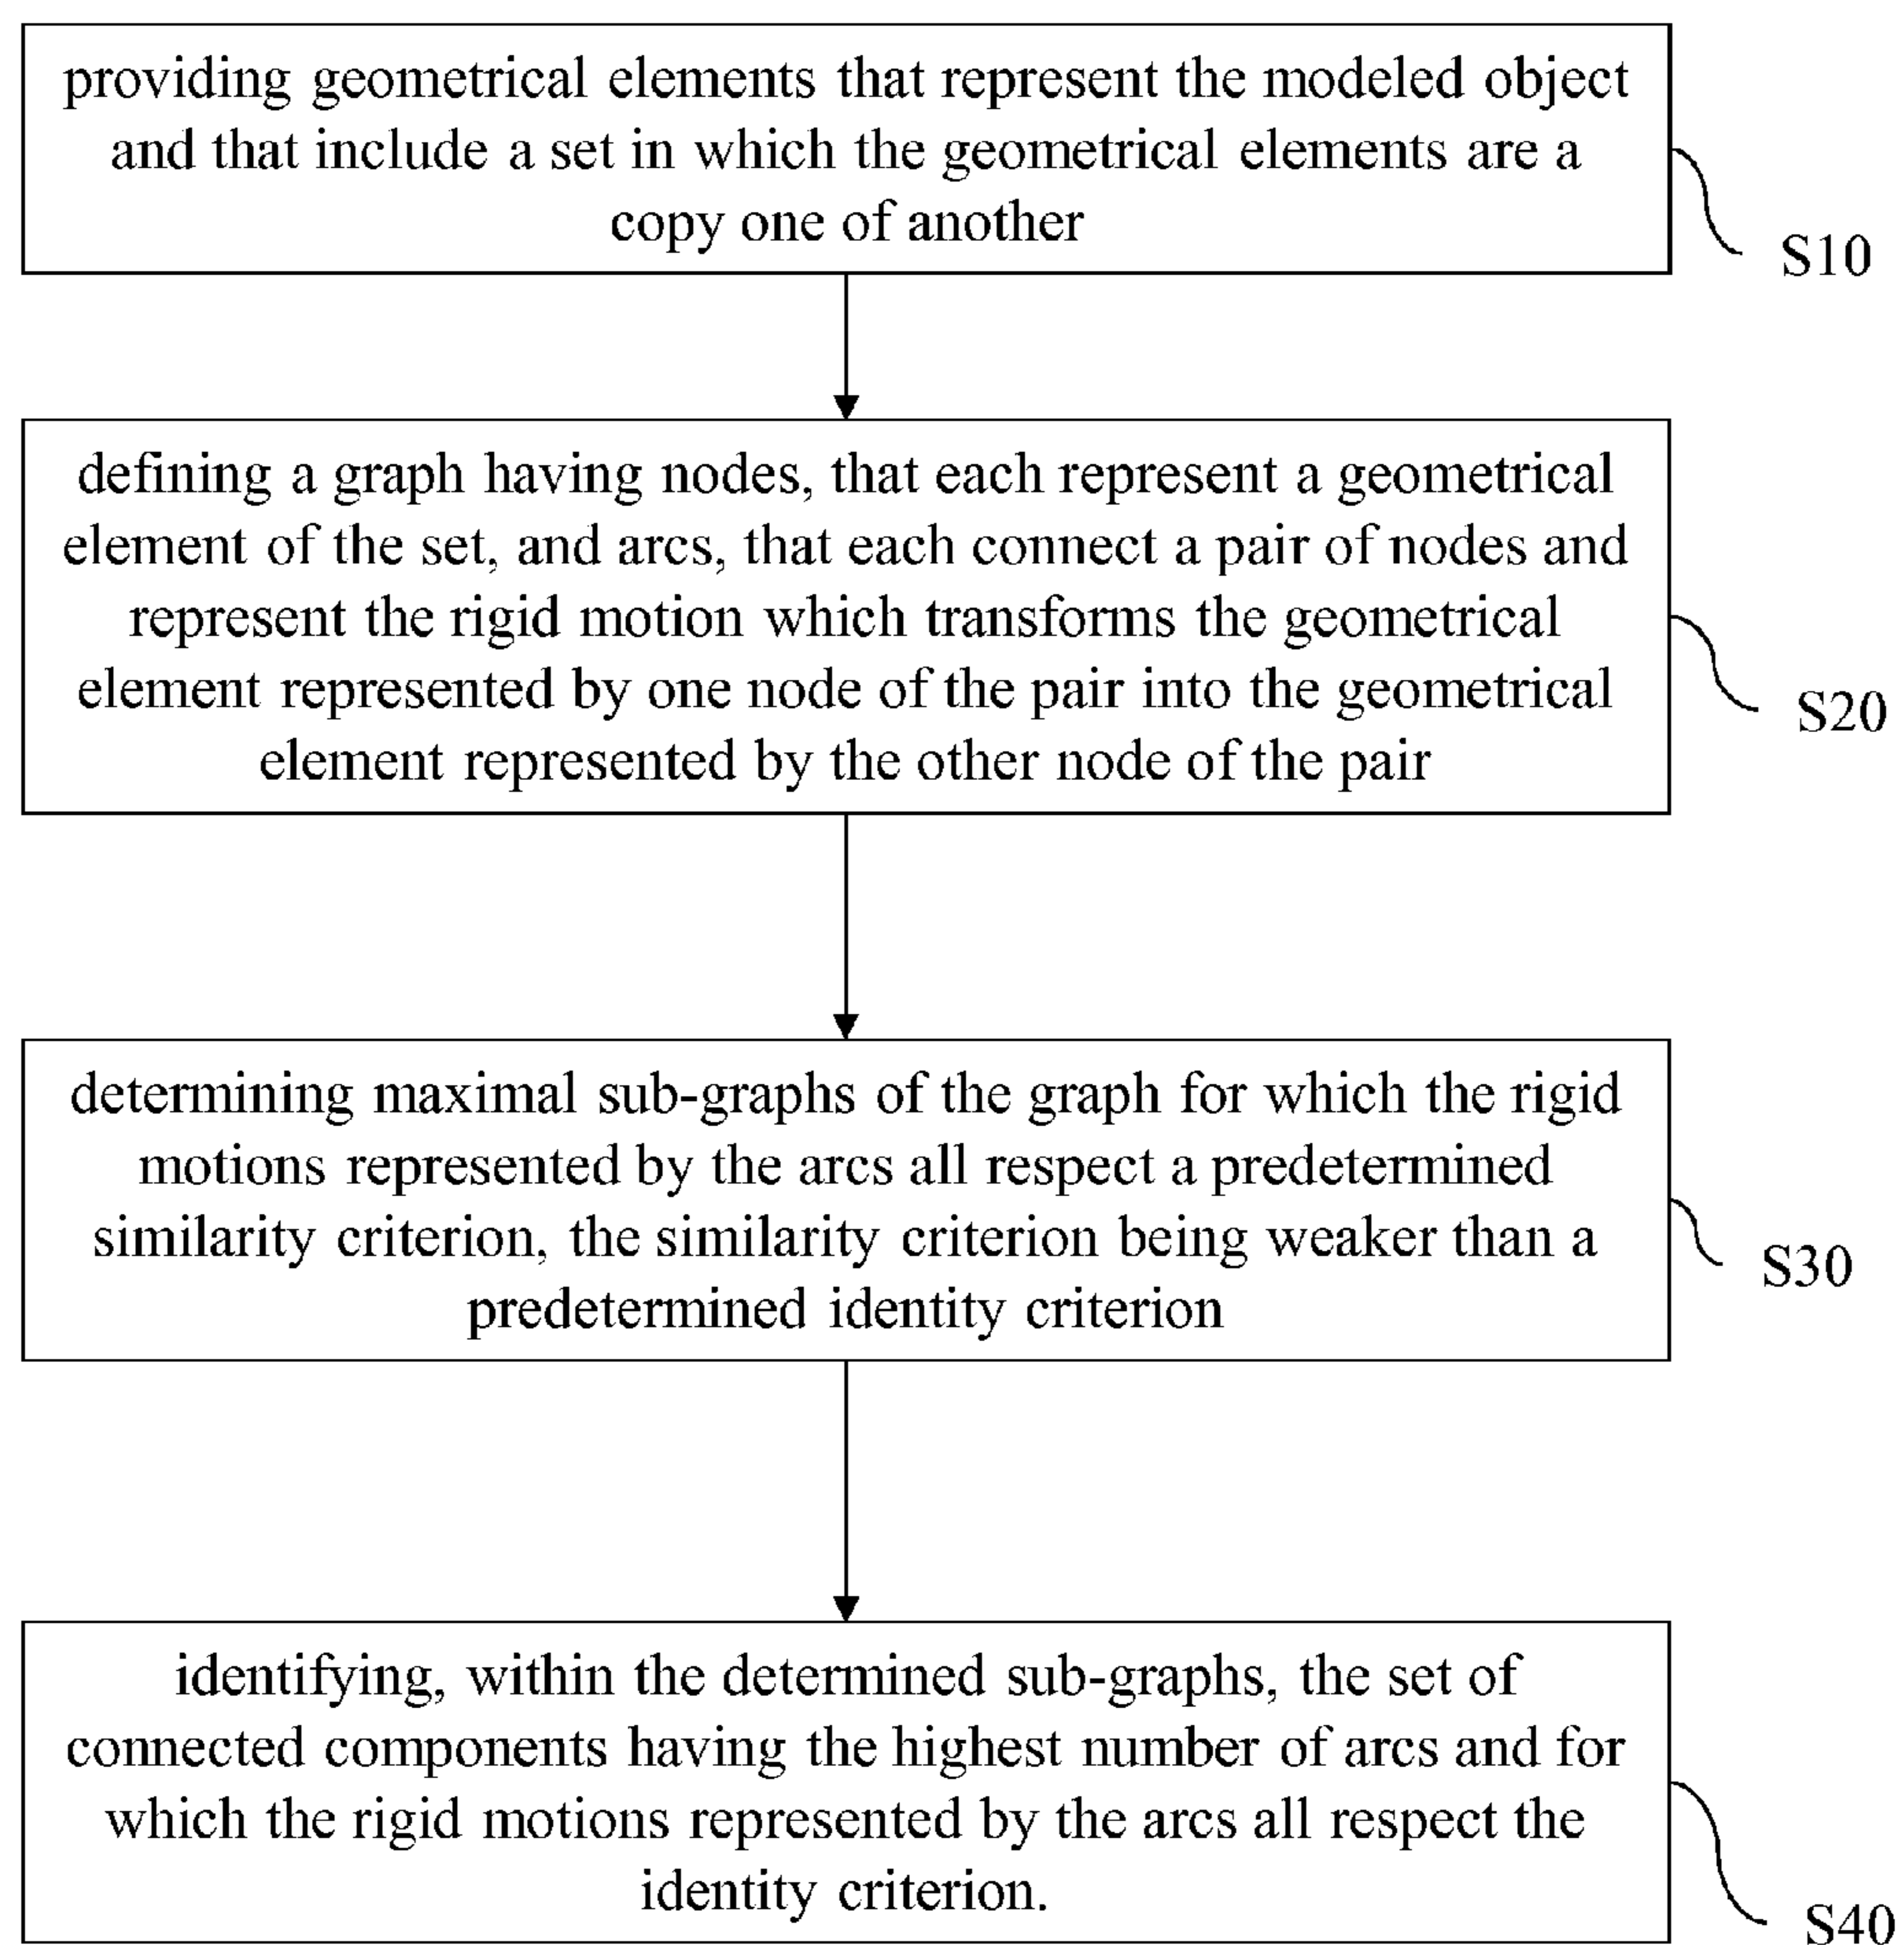 providing geometrical elements that represent the modeled object
and that include a set in which the geometrical elements are a
copy one of another
S10
defining a graph having nodes, that each represent a geometrical
element of the set, and arcs, that each connect a pair of nodes and
represent the rigid motion which transforms the geometrical
element represented by one node of the pair into the geometrical
element represented by the other node of the pair
S20
determining maximal sub-graphs of the graph for which the rigid
motions represented by the arcs all respect a predetermined
similarity criterion, the similarity criterion being weaker than a
predetermined identity criterion
S30
identifying, within the determined sub-graphs, the set of
connected components having the highest number of arcs and for
which the rigid motions represented by the arcs all respect the
identity criterion.
S40